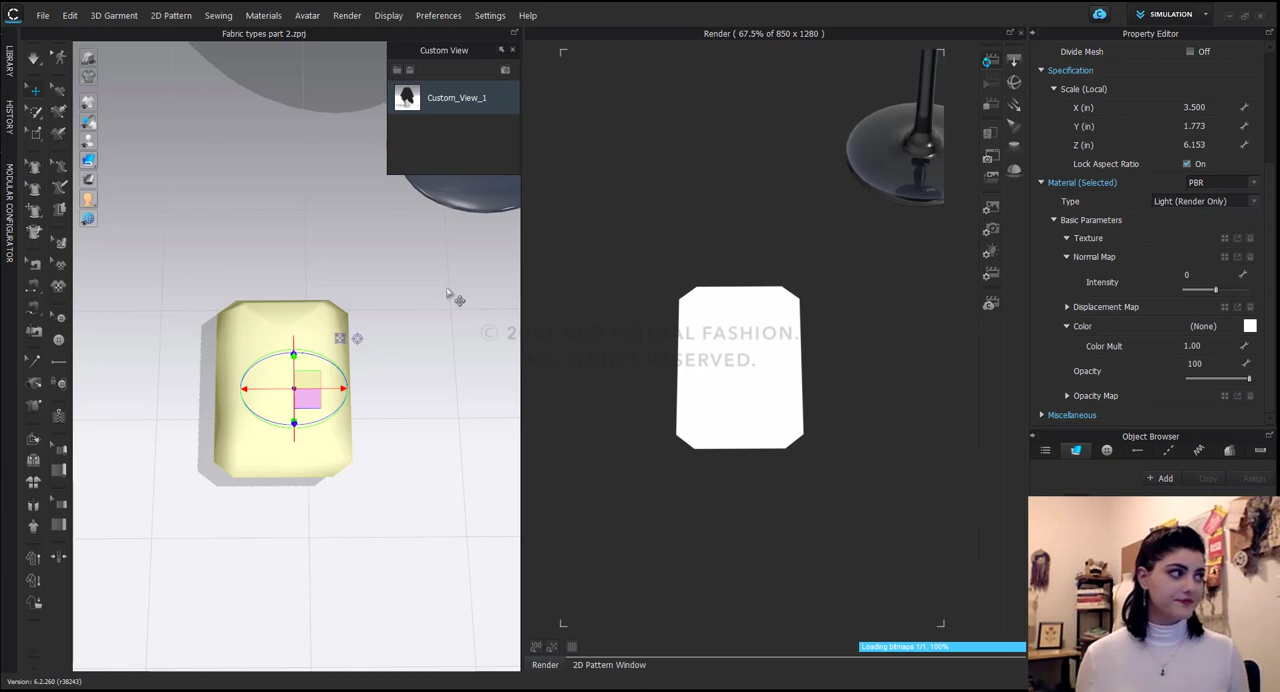 File Edit 3D Garment 2D Pattern Sewing Materials Avatar Render Display Preferences Settings Help
SIMULATION
Fabric types part 2.zprj
Render ( 67.5% of 850 x 1280 )
Property Editor
LIBRARY
HISTORY
MODULAR CONFIGURATOR
Custom View
Custom_View_1
Divide Mesh Off
Specification
Scale (Local)
X (in) 3.500
Y (in) 1.773
Z (in) 6.153
Lock Aspect Ratio On
Material (Selected) PBR
Type Light (Render Only)
Basic Parameters
Texture
Normal Map
Intensity 0
Displacement Map
Color (None)
Color Mult 1.00
Opacity 100
Opacity Map
Miscellaneous
Object Browser
+ Add Copy Assign
VIRTUAL FASHION.
ALL RIGHTS RESERVED.
Loading bitmaps 1/1, 100%
Render 2D Pattern Window
Version: 6.2.260 (r38243)